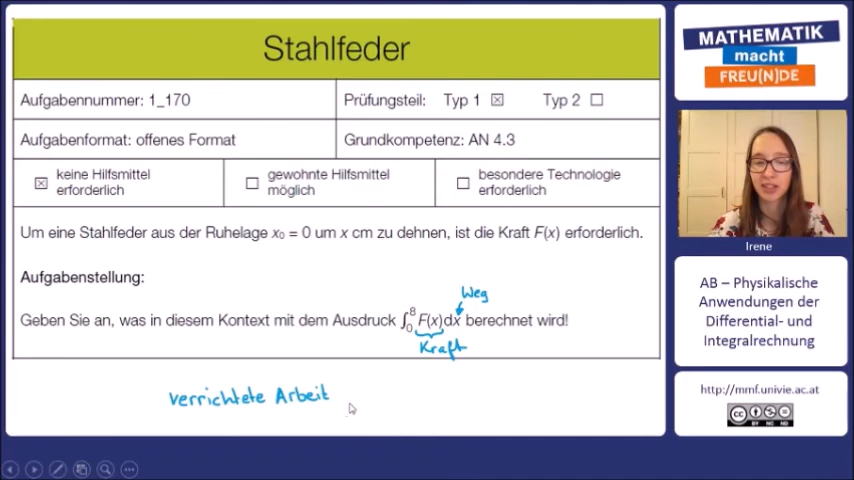 Stahlfeder
Aufgabennummer: 1_170
Prüfungsteil: Typ 1 ☒ Typ 2 ☐
Aufgabenformat: offenes Format
Grundkompetenz: AN 4.3
☒ keine Hilfsmittel
erforderlich
☐ gewohnte Hilfsmittel
möglich
☐ besondere Technologie
erforderlich
Um eine Stahlfeder aus der Ruhelage x₀ = 0 um x cm zu dehnen, ist die Kraft F(x) erforderlich.
Aufgabenstellung:
Weg
Geben Sie an, was in diesem Kontext mit dem Ausdruck ∫₀⁸ F(x)dx berechnet wird!
Kraft
verrichtete Arbeit
MATHEMATIK
macht
FREU(N)DE
Irene
AB – Physikalische
Anwendungen der
Differential- und
Integralrechnung
http://mmf.univie.ac.at
CC
BY NC ND